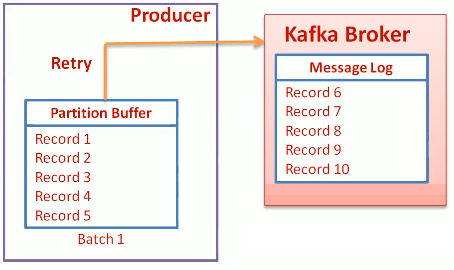 Producer
Retry
Partition Buffer
Record 1
Record 2
Record 3
Record 4
Record 5
Batch 1
Kafka Broker
Message Log
Record 6
Record 7
Record 8
Record 9
Record 10